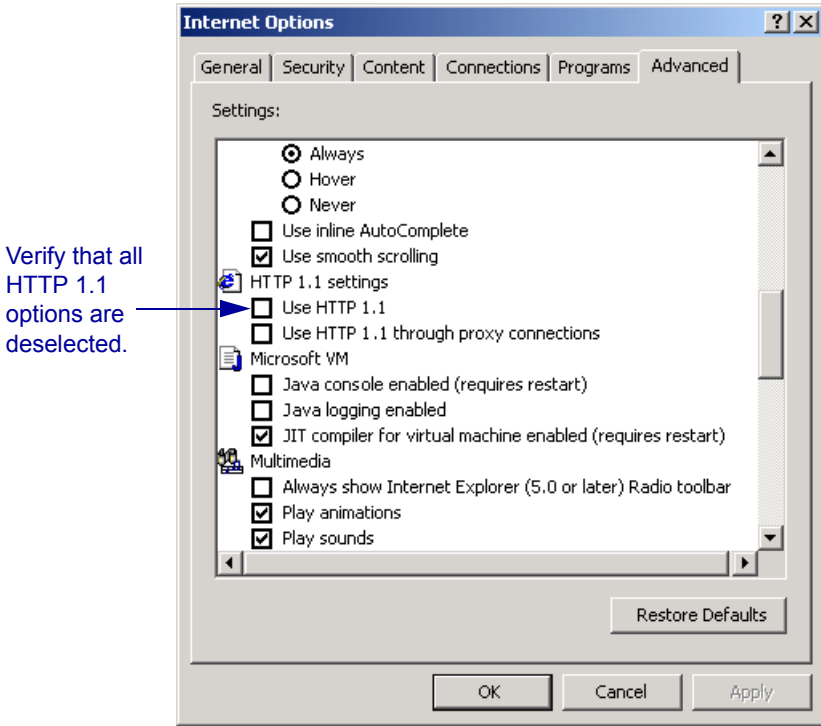 Internet Options
General Security Content Connections Programs Advanced
Settings:
Always
Hover
Never
Use inline AutoComplete
Use smooth scrolling
HTTP 1.1 settings
Use HTTP 1.1
Use HTTP 1.1 through proxy connections
Microsoft VM
Java console enabled (requires restart)
Java logging enabled
JIT compiler for virtual machine enabled (requires restart)
Multimedia
Always show Internet Explorer (5.0 or later) Radio toolbar
Play animations
Play sounds
Restore Defaults
OK Cancel Apply
Verify that all
HTTP 1.1
options are
deselected.